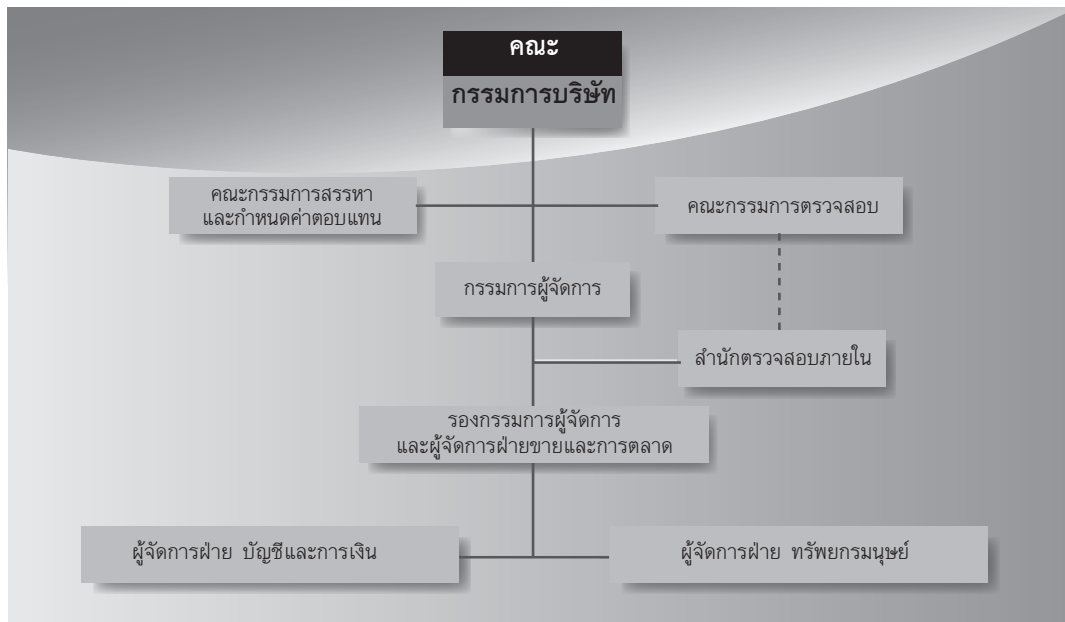 คณะ
กรรมการบริษัท
คณะกรรมการสรรหา
และกำหนดค่าตอบแทน
คณะกรรมการตรวจสอบ
กรรมการผู้จัดการ
สำนักตรวจสอบภายใน
รองกรรมการผู้จัดการ
และผู้จัดการฝ่ายขายและการตลาด
ผู้จัดการฝ่าย บัญชีและการเงิน
ผู้จัดการฝ่าย ทรัพยกรมนุษย์